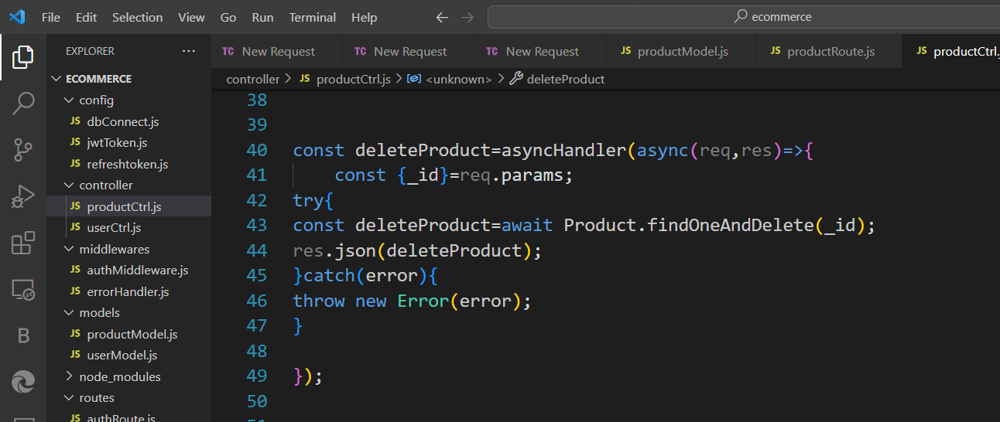 File Edit Selection View Go Run Terminal Help ecommerce
EXPLORER ···
TC New Request TC New Request TC New Request JS productModel.js JS productRoute.js JS productCtrl.
ECOMMERCE
config
JS dbConnect.js
JS jwtToken.js
JS refreshtoken.js
controller
JS productCtrl.js
JS userCtrl.js
middlewares
JS authMiddleware.js
JS errorHandler.js
models
JS productModel.js
JS userModel.js
node_modules
routes
JS authRoute.js
B
controller > JS productCtrl.js > <unknown> > deleteProduct
38
39
40 const deleteProduct=asyncHandler(async(req,res)=>{
41     const {_id}=req.params;
42 try{
43 const deleteProduct=await Product.findOneAndDelete(_id);
44 res.json(deleteProduct);
45 }catch(error){
46 throw new Error(error);
47 }
48
49 });
50